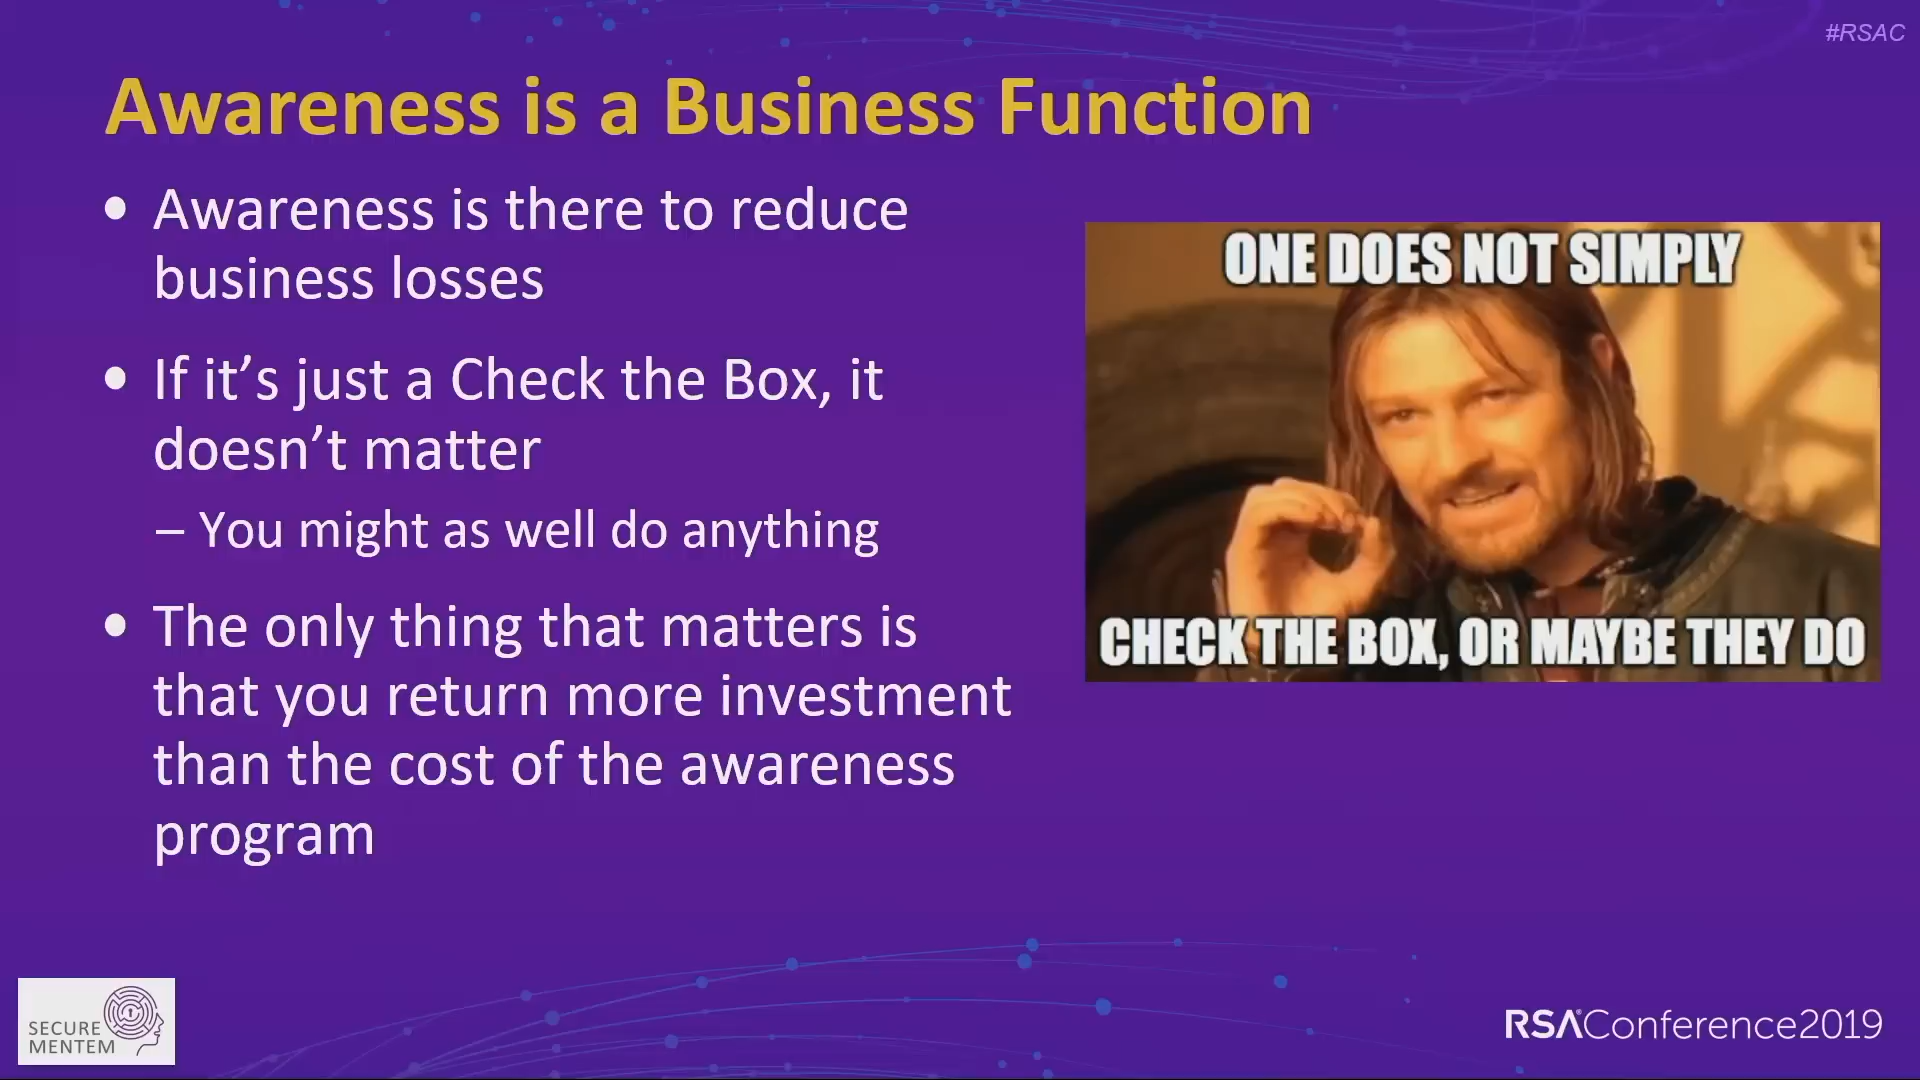 #RSAC
Awareness is a Business Function
• Awareness is there to reduce
business losses
• If it’s just a Check the Box, it
doesn’t matter
– You might as well do anything
• The only thing that matters is
that you return more investment
than the cost of the awareness
program
ONE DOES NOT SIMPLY
CHECK THE BOX, OR MAYBE THEY DO
SECURE
MENTEM
RSAConference2019